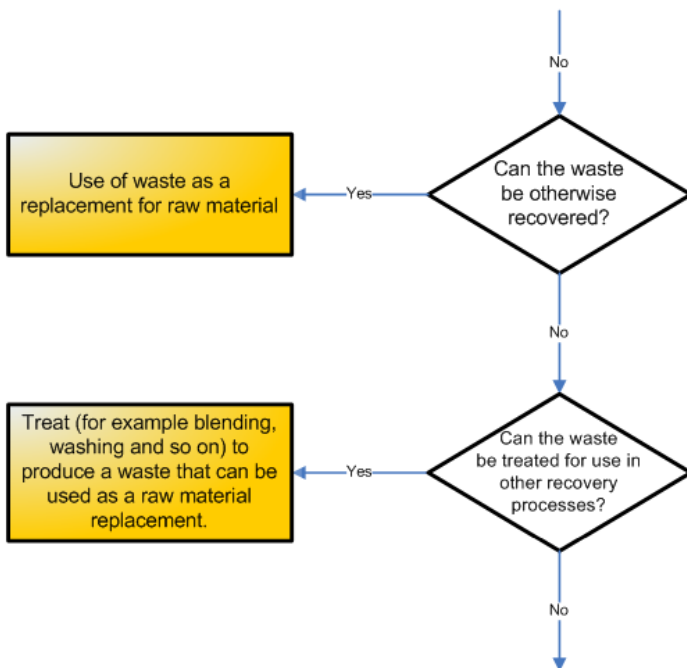 No
Use of waste as a
replacement for raw material
Yes
Can the waste
be otherwise
recovered?
No
Treat (for example blending,
washing and so on) to
produce a waste that can be
used as a raw material
replacement.
Yes
Can the waste
be treated for use in
other recovery
processes?
No